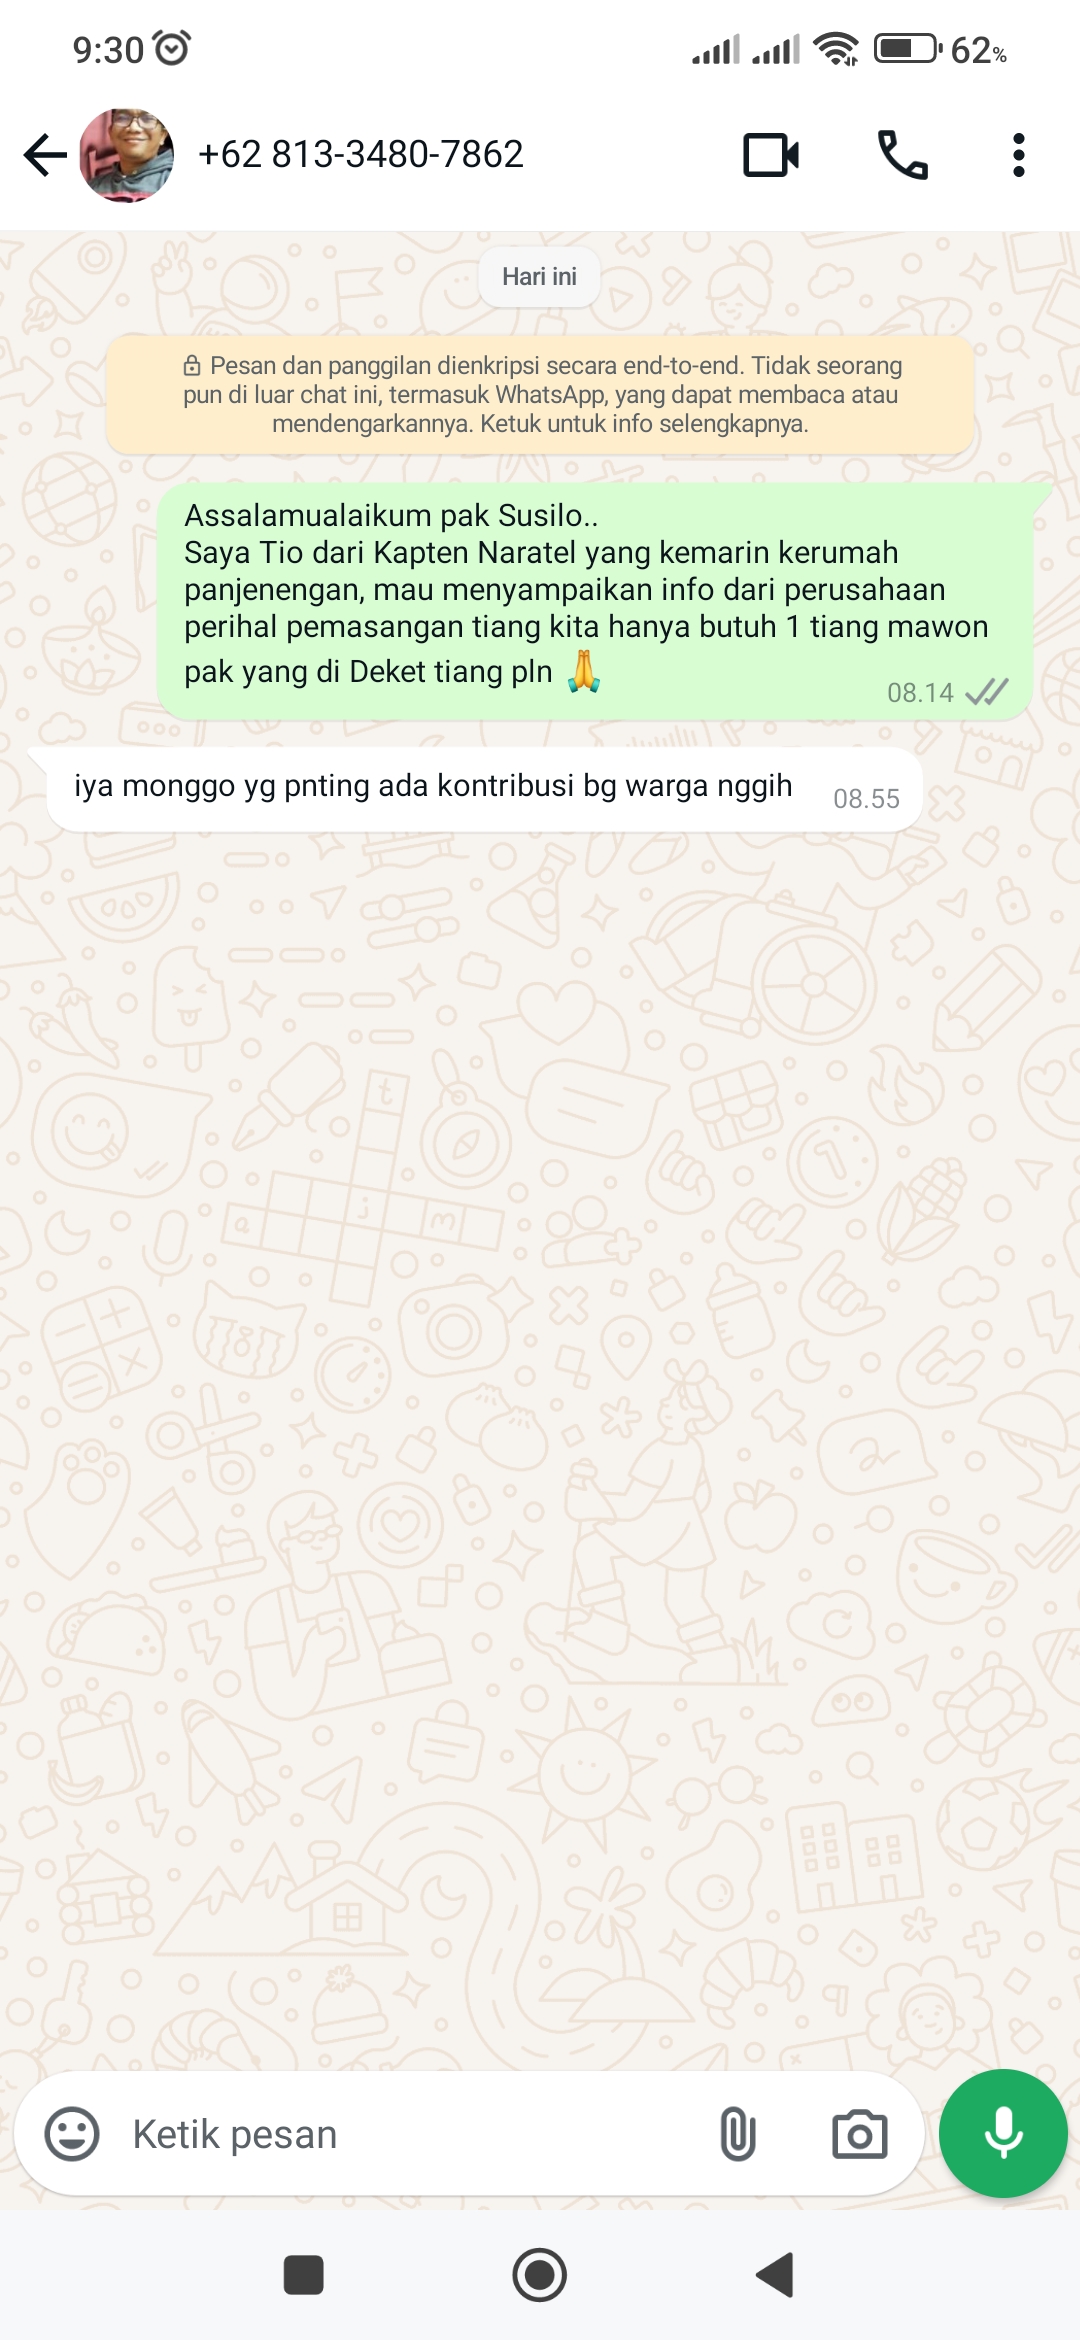 9:30
62%
+62 813-3480-7862
Hari ini
Pesan dan panggilan dienkripsi secara end-to-end. Tidak seorang
pun di luar chat ini, termasuk WhatsApp, yang dapat membaca atau
mendengarkannya. Ketuk untuk info selengkapnya.
Assalamualaikum pak Susilo..
Saya Tio dari Kapten Naratel yang kemarin kerumah
panjenengan, mau menyampaikan info dari perusahaan
perihal pemasangan tiang kita hanya butuh 1 tiang mawon
pak yang di Deket tiang pln 🙏
08.14
iya monggo yg pnting ada kontribusi bg warga nggih
08.55
Ketik pesan